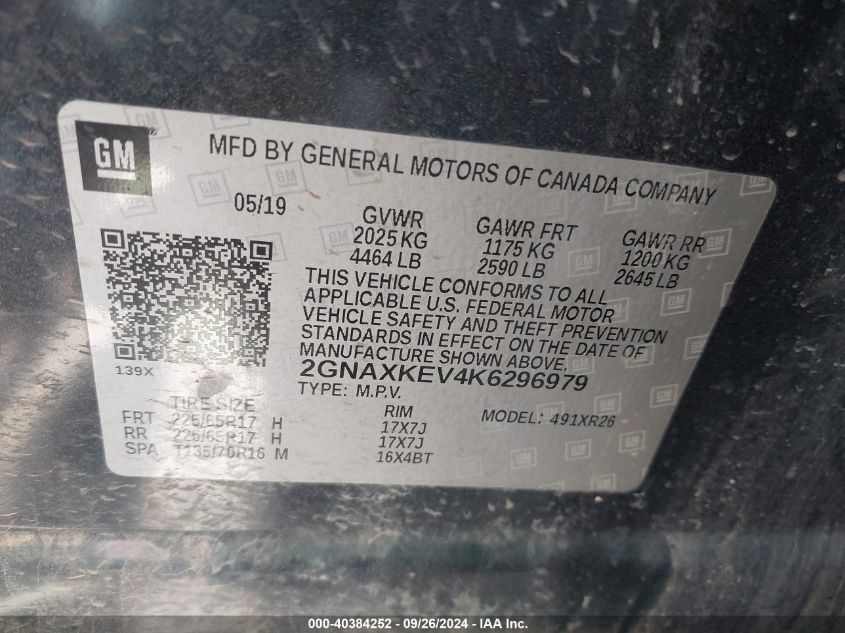 GM
MFD BY GENERAL MOTORS OF CANADA COMPANY
05/19
GVWR
2025 KG
4464 LB
GAWR FRT
1175 KG
2590 LB
GAWR RR
1200 KG
2645 LB
THIS VEHICLE CONFORMS TO ALL
APPLICABLE U.S. FEDERAL MOTOR
VEHICLE SAFETY AND THEFT PREVENTION
STANDARDS IN EFFECT ON THE DATE OF
MANUFACTURE SHOWN ABOVE.
139X
2GNAXKEV4K6296979
TYPE: M.P.V.
TIRE SIZE
RIM
MODEL: 491XR26
FRT 225/65R17 H 17X7J
RR 225/65R17 H 17X7J
SPA T135/70R16 M 16X4BT
000-40384252 - 09/26/2024 - IAA Inc.